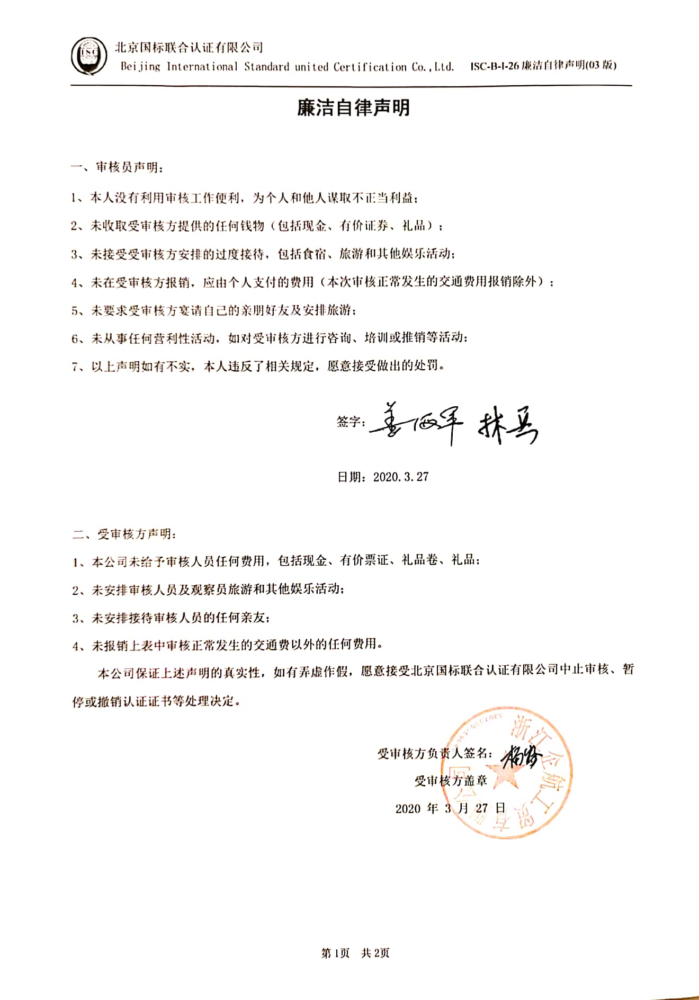 北京国标联合认证有限公司
Beijing International Standard united Certification Co.,Ltd. ISC-B-I-26 廉洁自律声明(03 版)
廉洁自律声明
一、审核员声明:
1、本人没有利用审核工作便利，为个人和他人谋取不正当利益;
2、未收取受审核方提供的任何钱物（包括现金、有价证券、礼品）;
3、未接受受审核方安排的过度接待，包括食宿、旅游和其他娱乐活动;
4、未在受审核方报销，应由个人支付的费用（本次审核正常发生的交通费用报销除外）;
5、未要求受审核方宴请自己的亲朋好友及安排旅游;
6、未从事任何营利性活动，如对受审核方进行咨询、培训或推销等活动;
7、以上声明如有不实，本人违反了相关规定，愿意接受做出的处罚。
签字: 姜海军 林兵
日期: 2020.3.27
二、受审核方声明:
1、本公司未给予审核人员任何费用，包括现金、有价票证、礼品卷、礼品;
2、未安排审核人员及观察员旅游和其他娱乐活动;
3、未安排接待审核人员的任何亲友;
4、未报销上表中审核正常发生的交通费以外的任何费用。
本公司保证上述声明的真实性，如有弄虚作假，愿意接受北京国标联合认证有限公司中止审核、暂
停或撤销认证证书等处理决定。
受审核方负责人签名:
受审核方盖章
2020 年 3 月 27 日
浙江企航工贸有限公司
第1页 共2页